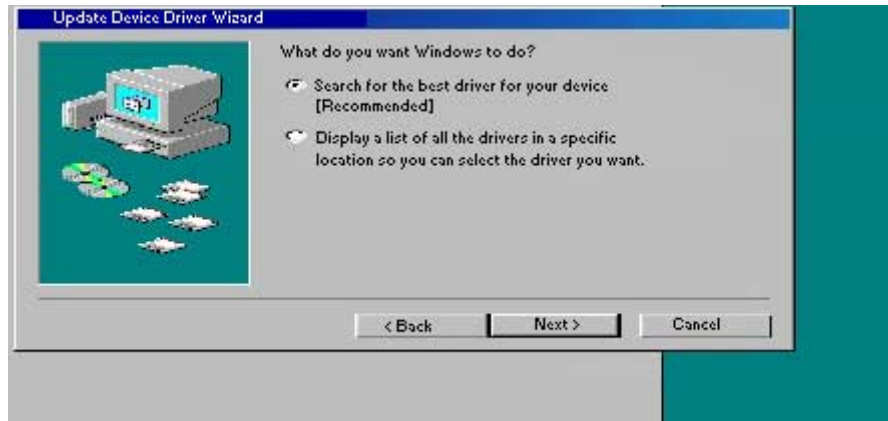 Update Device Driver Wizard
What do you want Windows to do?
Search for the best driver for your device
[Recommended]
Display a list of all the drivers in a specific
location so you can select the driver you want.
< Back
Next >
Cancel